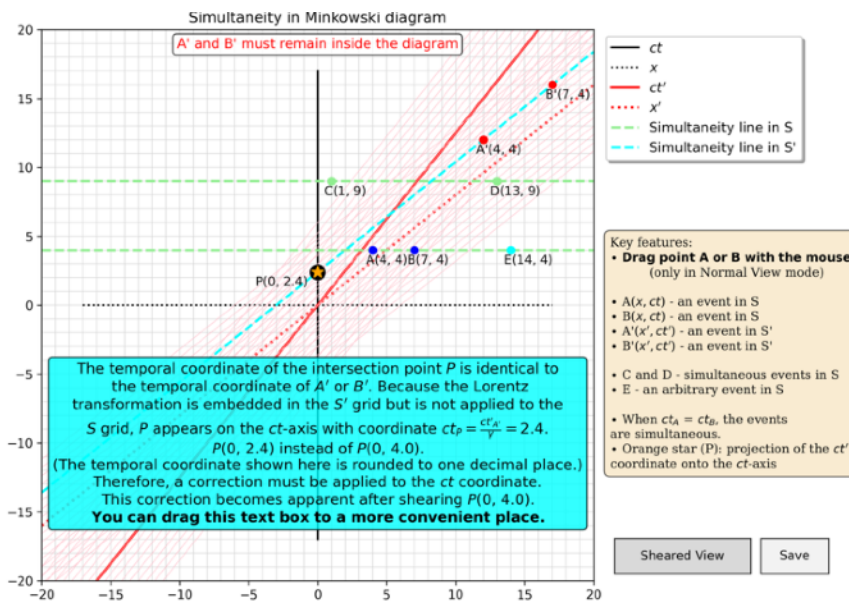 Simultaneity in Minkowski diagram
A' and B' must remain inside the diagram
20
15
10
5
0
−5
−10
−15
−20
−20
−15
−10
−5
0
5
10
15
20
B'(7, 4)
A'(4, 4)
C(1, 9)
D(13, 9)
A(4, 4)
B(7, 4)
E(14, 4)
P(0, 2.4)
The temporal coordinate of the intersection point P is identical to
the temporal coordinate of A′ or B′. Because the Lorentz
transformation is embedded in the S′ grid but is not applied to the
S grid, P appears on the ct-axis with coordinate ct_P = ct′_A′/γ = 2.4.
P(0, 2.4) instead of P(0, 4.0).
(The temporal coordinate shown here is rounded to one decimal place.)
Therefore, a correction must be applied to the ct coordinate.
This correction becomes apparent after shearing P(0, 4.0).
You can drag this text box to a more convenient place.
ct
x
ct′
x′
Simultaneity line in S
Simultaneity line in S'
Key features:
• Drag point A or B with the mouse
(only in Normal View mode)
• A(x, ct) - an event in S
• B(x, ct) - an event in S
• A'(x', ct') - an event in S'
• B'(x', ct') - an event in S'
• C and D - simultaneous events in S
• E - an arbitrary event in S
• When ct_A = ct_B, the events
are simultaneous.
• Orange star (P): projection of the ct'
coordinate onto the ct-axis
Sheared View
Save